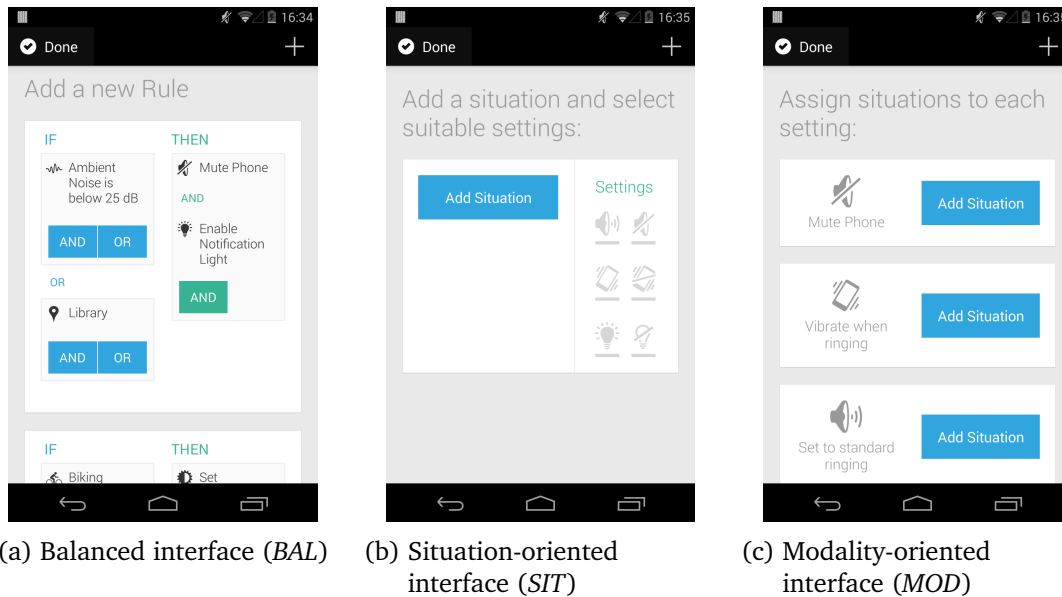 16:34
Done
Add a new Rule
IF
THEN
Ambient
Noise is
below 25 dB
AND OR
OR
Library
AND OR
Mute Phone
AND
Enable
Notification
Light
AND
IF
THEN
Biking
Set
(a) Balanced interface (BAL)
16:35
Done
Add a situation and select
suitable settings:
Add Situation
Settings
(b) Situation-oriented
interface (SIT)
16:35
Done
Assign situations to each
setting:
Mute Phone
Add Situation
Vibrate when
ringing
Add Situation
Set to standard
ringing
Add Situation
(c) Modality-oriented
interface (MOD)